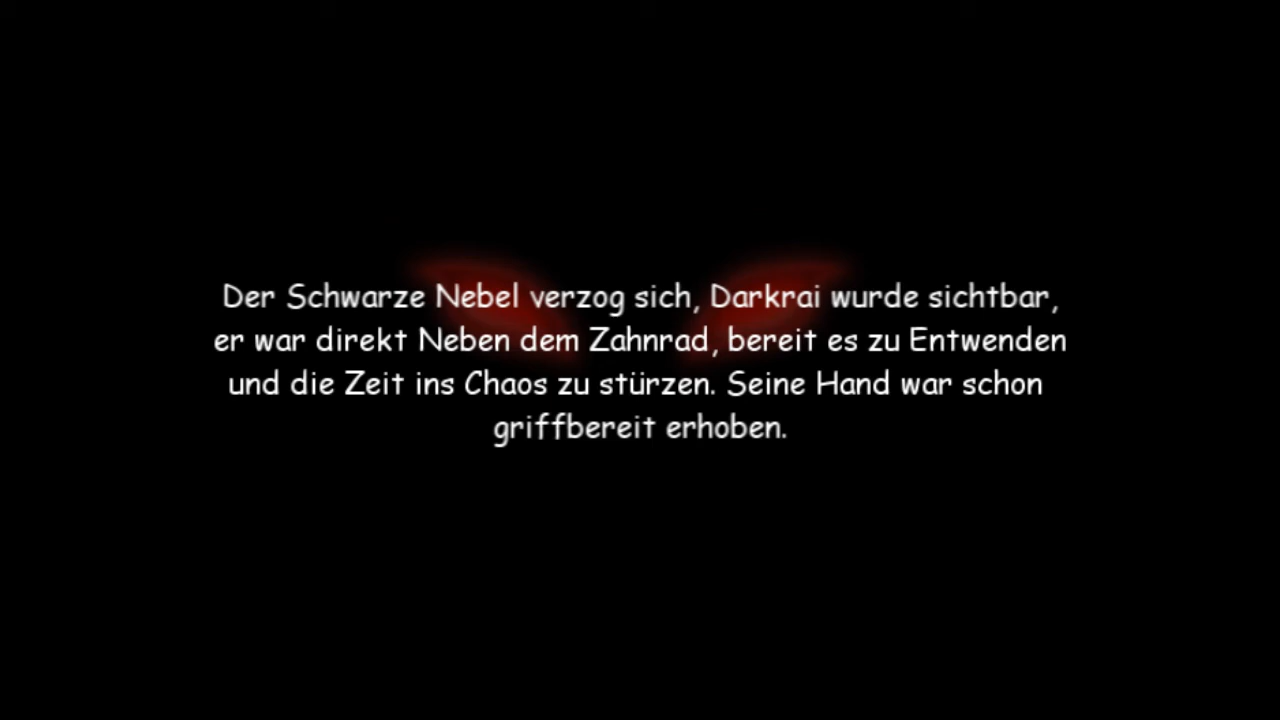 Der Schwarze Nebel verzog sich, Darkrai wurde sichtbar,
er war direkt Neben dem Zahnrad, bereit es zu Entwenden
und die Zeit ins Chaos zu stürzen. Seine Hand war schon
griffbereit erhoben.